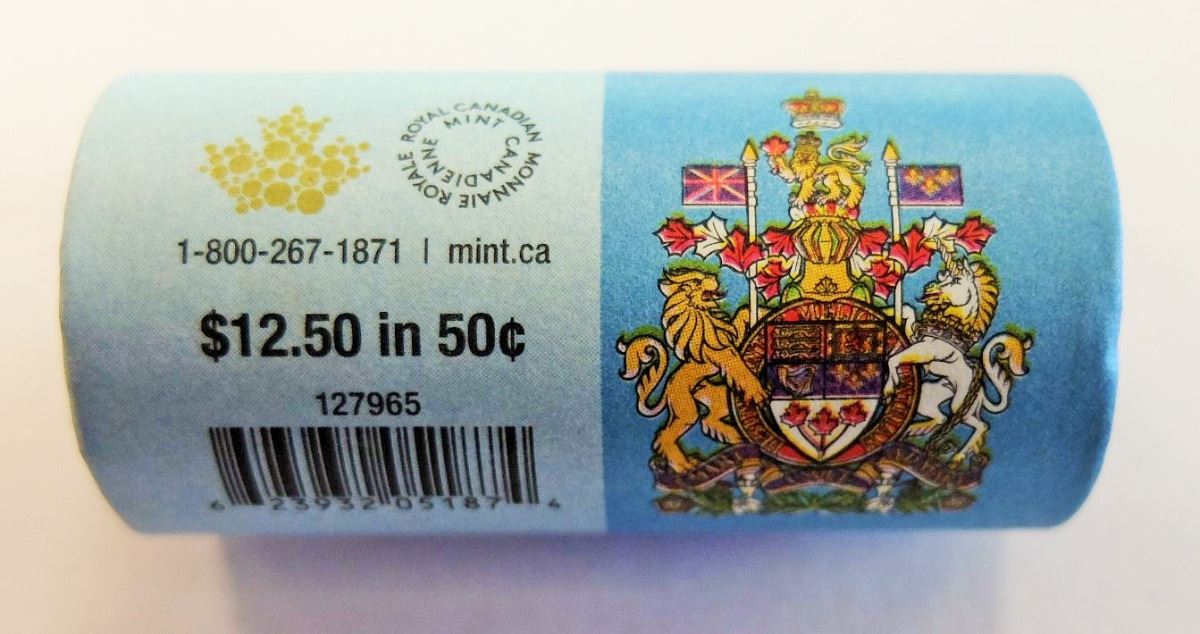 ROYAL CANADIAN MINT
MONNAIE ROYALE CANADIENNE
1-800-267-1871 | mint.ca
$12.50 in 50¢
127965
6 23932 05187 4